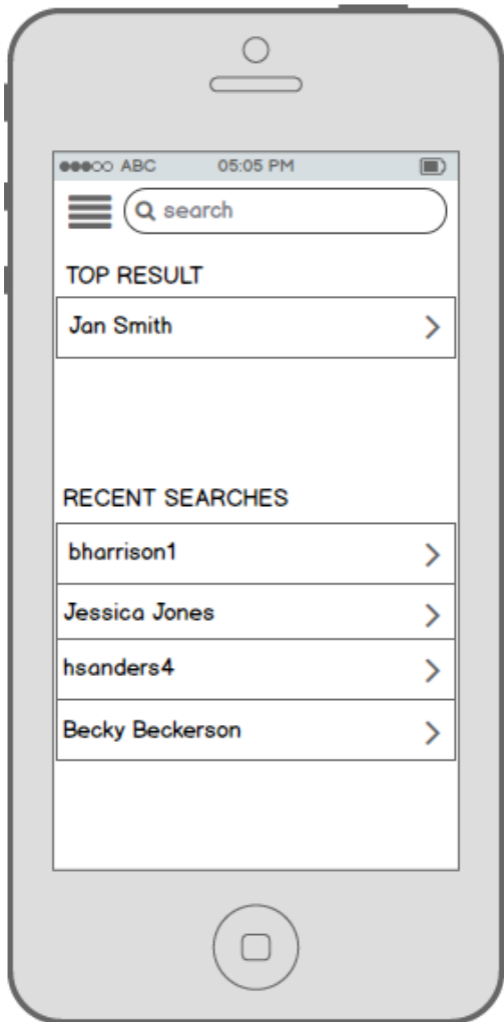 ABC 05:05 PM
search
TOP RESULT
Jan Smith
RECENT SEARCHES
bharrison1
Jessica Jones
hsanders4
Becky Beckerson